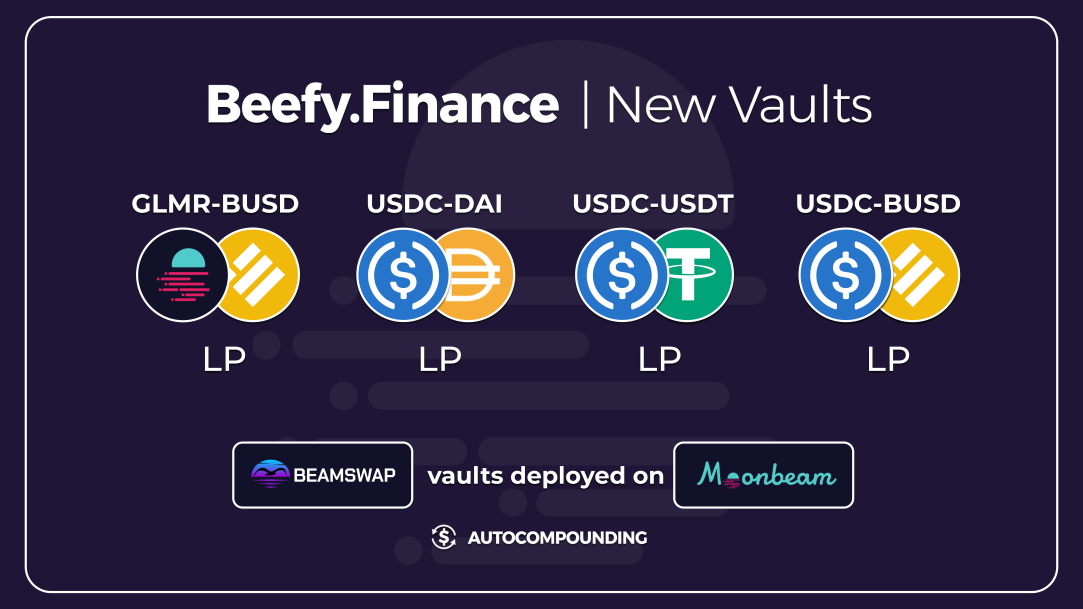 Beefy.Finance | New Vaults
GLMR-BUSD USDC-DAI USDC-USDT USDC-BUSD
LP LP LP LP
BEAMSWAP vaults deployed on Moonbeam
AUTOCOMPOUNDING